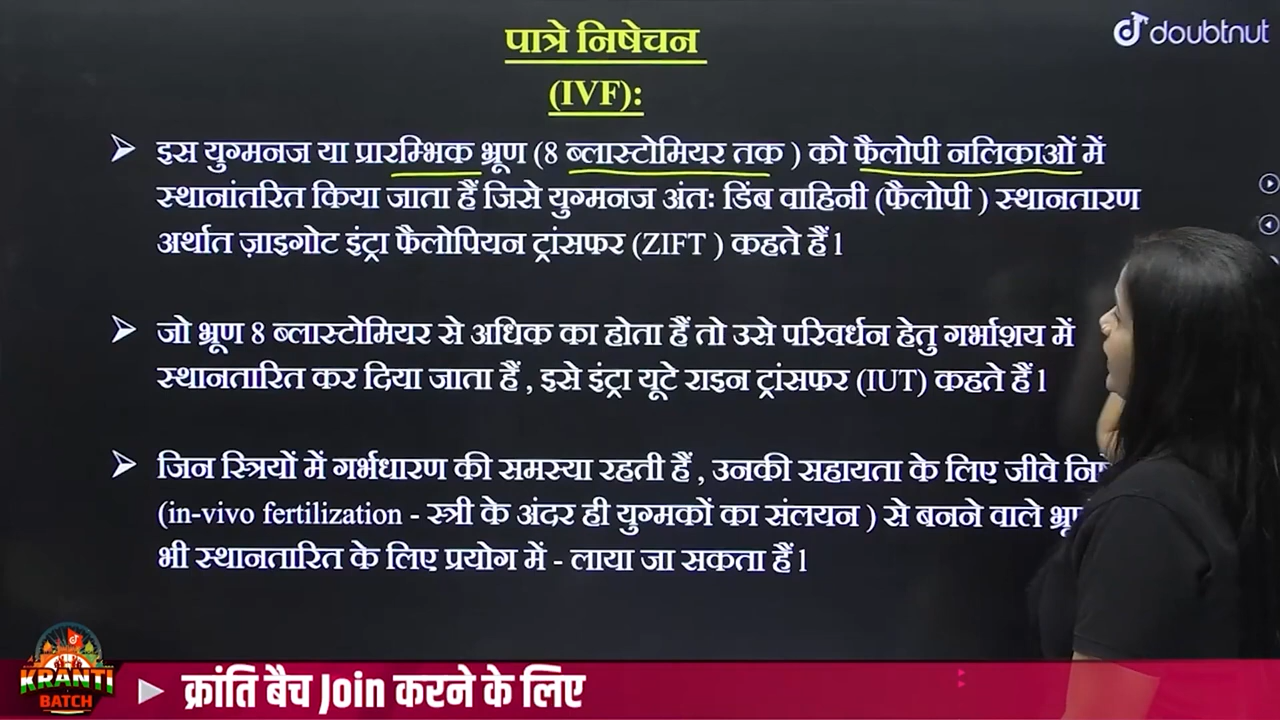 पात्रे निषेचन
doubtnut
(IVF):
इस युग्मनज या प्रारम्भिक भ्रूण (8 ब्लास्टोमियर तक ) को फैलोपी नलिकाओं में
स्थानांतरित किया जाता हैं जिसे युग्मनज अंतः डिंब वाहिनी (फैलोपी ) स्थानतारण
अर्थात ज़ाइगोट इंट्रा फैलोपियन ट्रांसफर (ZIFT ) कहते हैं l
जो भ्रूण 8 ब्लास्टोमियर से अधिक का होता हैं तो उसे परिवर्धन हेतु गर्भाशय में
स्थानतारित कर दिया जाता हैं , इसे इंट्रा यूटे राइन ट्रांसफर (IUT) कहते हैं l
जिन स्त्रियों में गर्भधारण की समस्या रहती हैं , उनकी सहायता के लिए जीवे
(in-vivo fertilization - स्त्री के अंदर ही युग्मकों का संलयन ) से बनने वाले
भी स्थानतारित के लिए प्रयोग में - लाया जा सकता हैं l
KRANTI
BATCH
क्रांति बैच Join करने के लिए